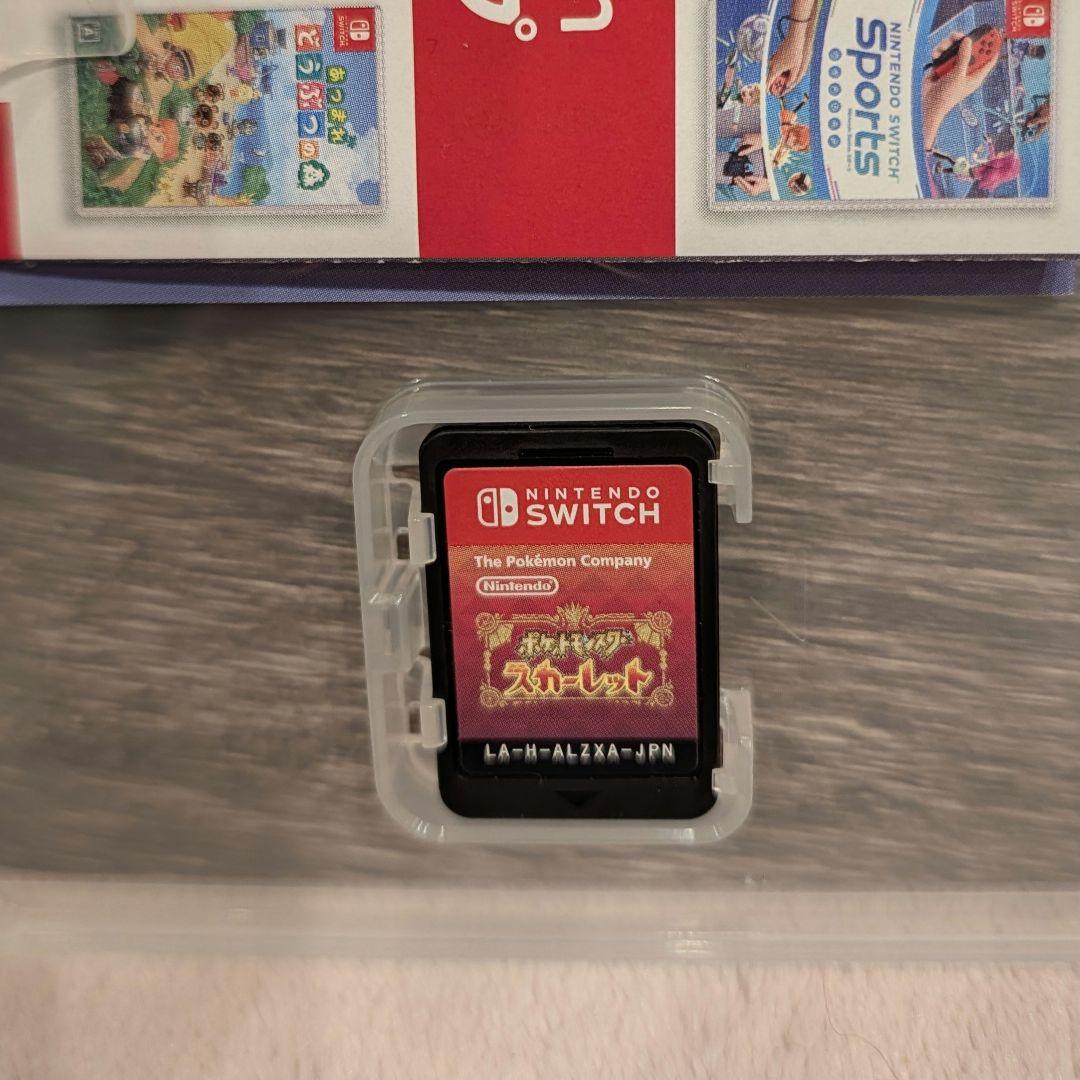 あつまれ
どうぶつの
NINTENDO SWITCH
Sports
NINTENDO
SWITCH
The Pokémon Company
Nintendo
ポケットモンスター
スカーレット
LA-H-ALZXA-JPN